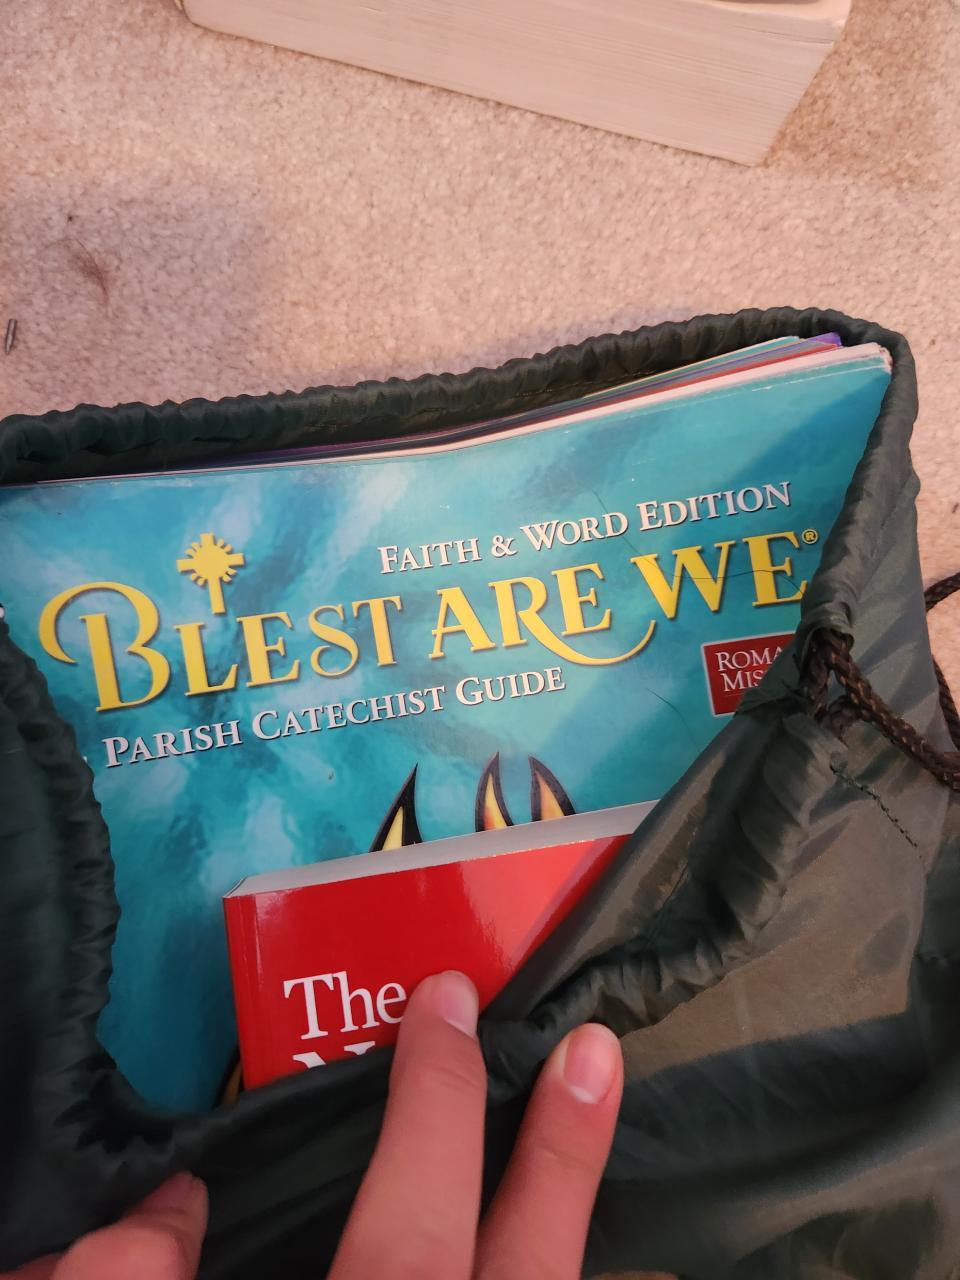 FAITH & WORD EDITION
BLEST ARE WE®
PARISH CATECHIST GUIDE
The